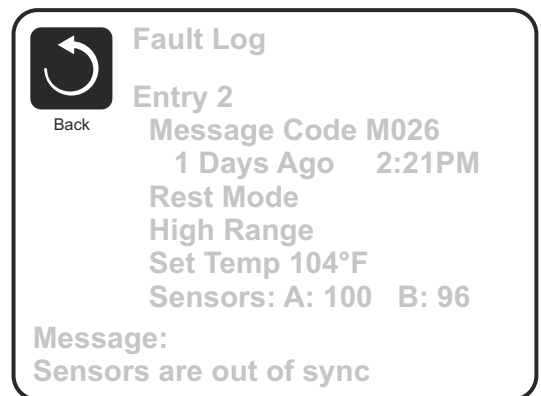 Fault Log
Back
Entry 2
Message Code M026
1 Days Ago 2:21PM
Rest Mode
High Range
Set Temp 104°F
Sensors: A: 100 B: 96
Message:
Sensors are out of sync